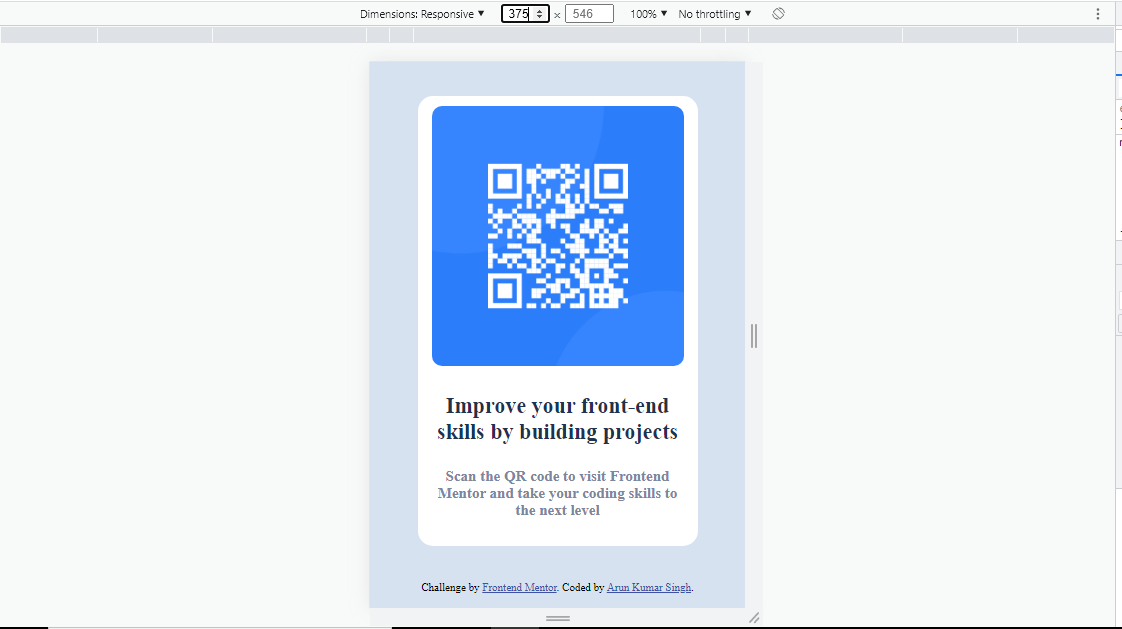 Dimensions: Responsive ▼ 375 × 546 100% ▼ No throttling ▼
Improve your front-end
skills by building projects
Scan the QR code to visit Frontend
Mentor and take your coding skills to
the next level
Challenge by Frontend Mentor. Coded by Arun Kumar Singh.